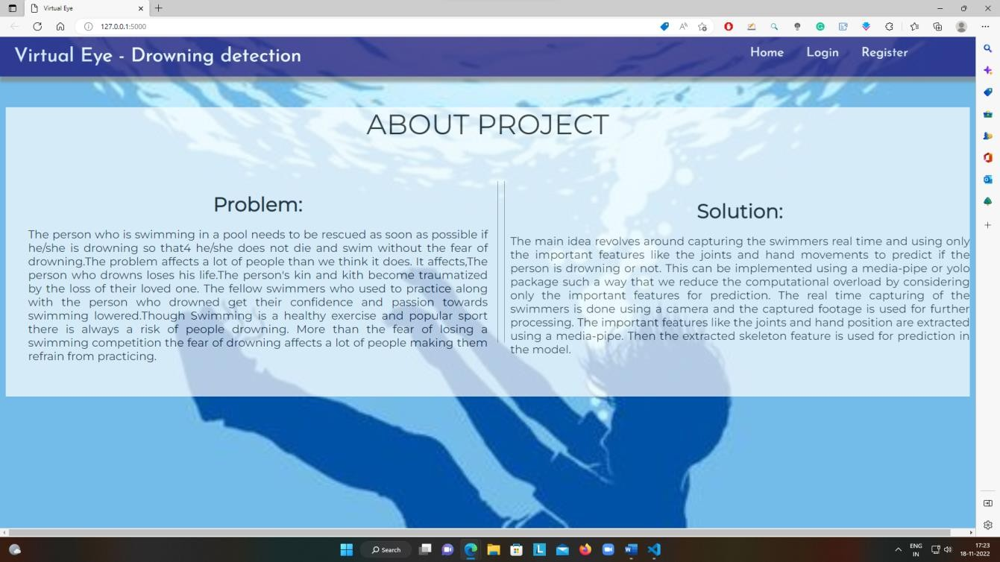 Virtual Eye
127.0.0.1:5000
Virtual Eye - Drowning detection
Home
Login
Register
ABOUT PROJECT
Problem:
The person who is swimming in a pool needs to be rescued as soon as possible if
he/she is drowning so that4 he/she does not die and swim without the fear of
drowning.The problem affects a lot of people than we think it does. It affects,The
person who drowns loses his life.The person's kin and kith become traumatized
by the loss of their loved one. The fellow swimmers who used to practice along
with the person who drowned get their confidence and passion towards
swimming lowered.Though Swimming is a healthy exercise and popular sport
there is always a risk of people drowning. More than the fear of losing a
swimming competition the fear of drowning affects a lot of people making them
refrain from practicing.
Solution:
The main idea revolves around capturing the swimmers real time and using only
the important features like the joints and hand movements to predict if the
person is drowning or not. This can be implemented using a media-pipe or yolo
package such a way that we reduce the computational overload by considering
only the important features for prediction. The real time capturing of the
swimmers is done using a camera and the captured footage is used for further
processing. The important features like the joints and hand position are extracted
using a media-pipe. Then the extracted skeleton feature is used for prediction in
the model.
Search
ENG
IN
17:23
18-11-2022